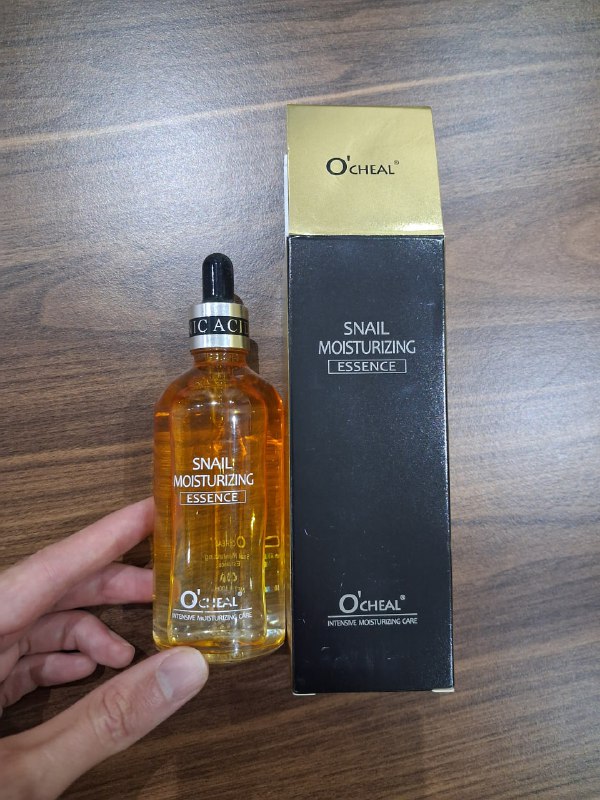 O'CHEAL®
SNAIL
MOISTURIZING
ESSENCE
O'CHEAL®
INTENSIVE MOISTURIZING CARE
IC ACI
SNAIL
MOISTURIZING
ESSENCE
O'CHEAL®
INTENSIVE MOISTURIZING CARE